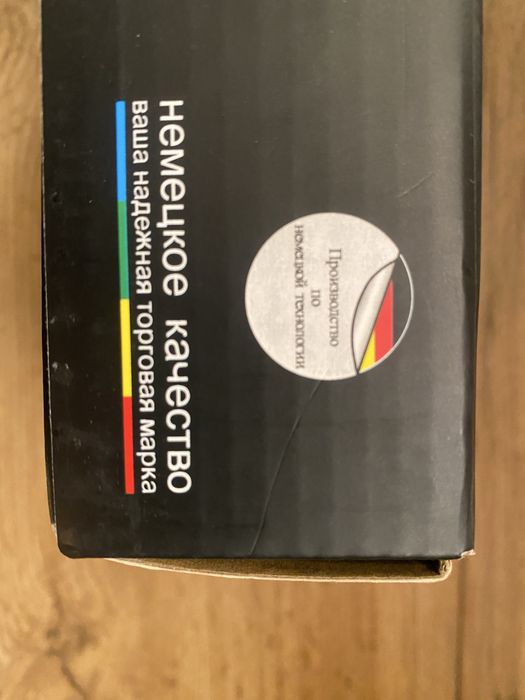 Производство
по
немецкой технологии
немецкое качество
ваша надежная торговая марка